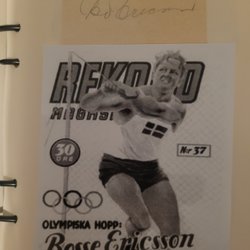 REKORD
MAGASI
30
ÖRE
Nr 37
OLYMPISKA HOPP:
Bosse Ericsson